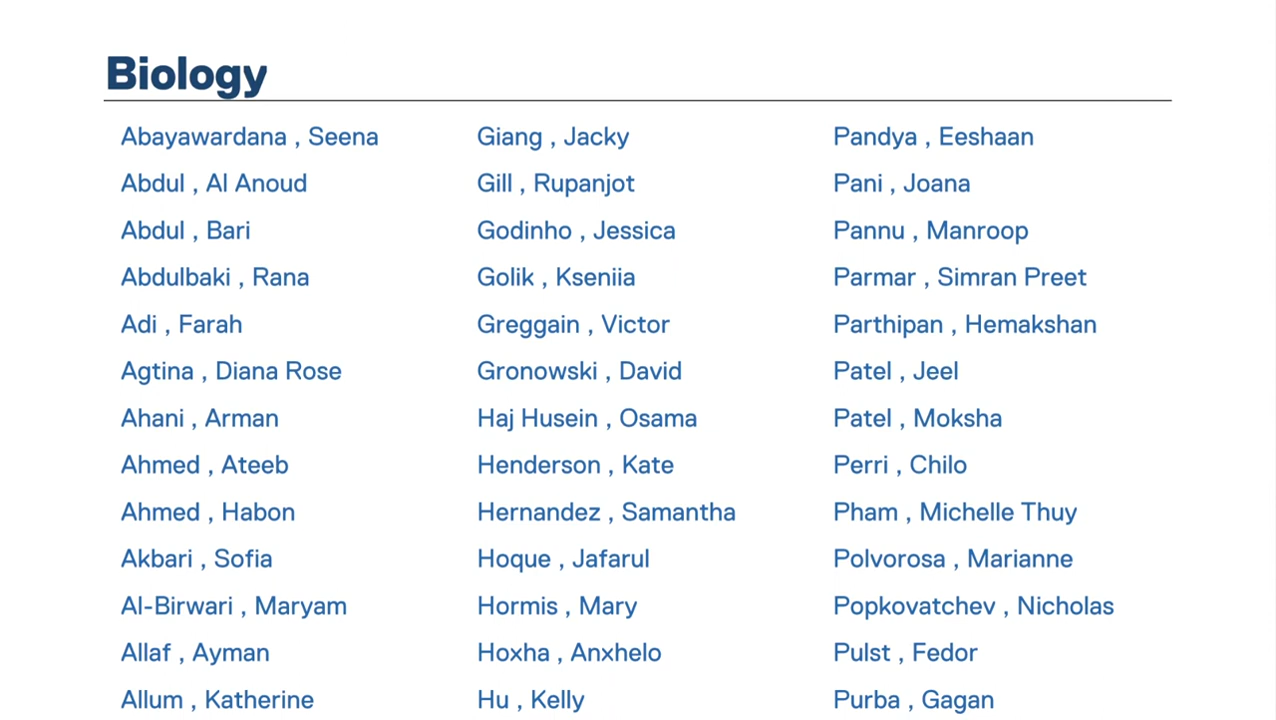 Biology
Abayawardana , Seena
Abdul , Al Anoud
Abdul , Bari
Abdulbaki , Rana
Adi , Farah
Agtina , Diana Rose
Ahani , Arman
Ahmed , Ateeb
Ahmed , Habon
Akbari , Sofia
Al-Birwari , Maryam
Allaf , Ayman
Allum , Katherine
Giang , Jacky
Gill , Rupanjot
Godinho , Jessica
Golik , Kseniia
Greggain , Victor
Gronowski , David
Haj Husein , Osama
Henderson , Kate
Hernandez , Samantha
Hoque , Jafarul
Hormis , Mary
Hoxha , Anxhelo
Hu , Kelly
Pandya , Eeshaan
Pani , Joana
Pannu , Manroop
Parmar , Simran Preet
Parthipan , Hemakshan
Patel , Jeel
Patel , Moksha
Perri , Chilo
Pham , Michelle Thuy
Polvorosa , Marianne
Popkovatchev , Nicholas
Pulst , Fedor
Purba , Gagan